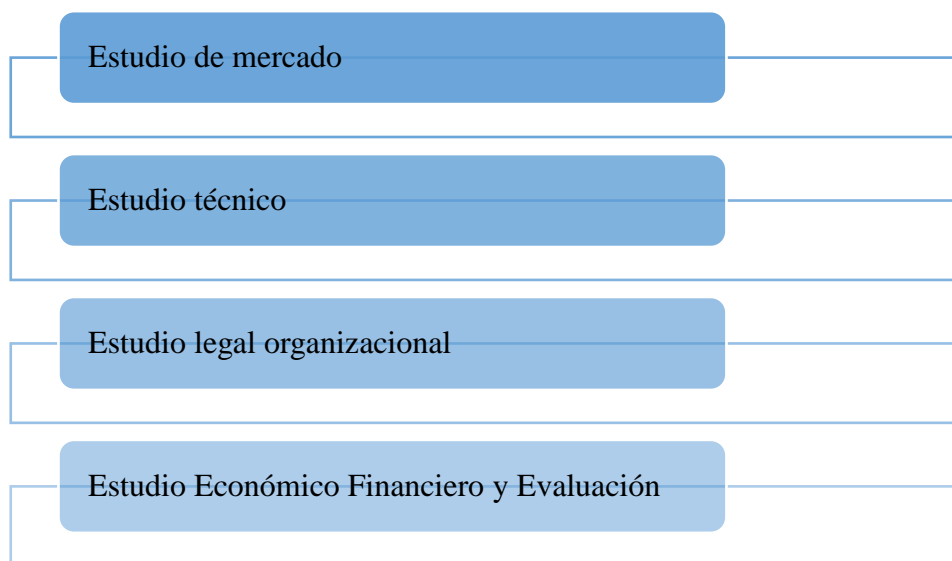 Estudio de mercado
Estudio técnico
Estudio legal organizacional
Estudio Económico Financiero y Evaluación